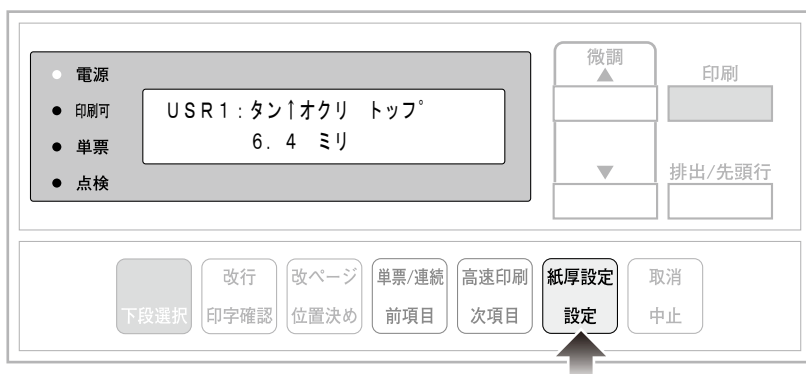 電源
印刷可
単票
点検
USR1:タン↑オクリ トップ
6.4 ミリ
微調
▲
▼
印刷
排出/先頭行
下段選択
改行
印字確認
改ページ
位置決め
単票/連続
前項目
高速印刷
次項目
紙厚設定
設定
取消
中止